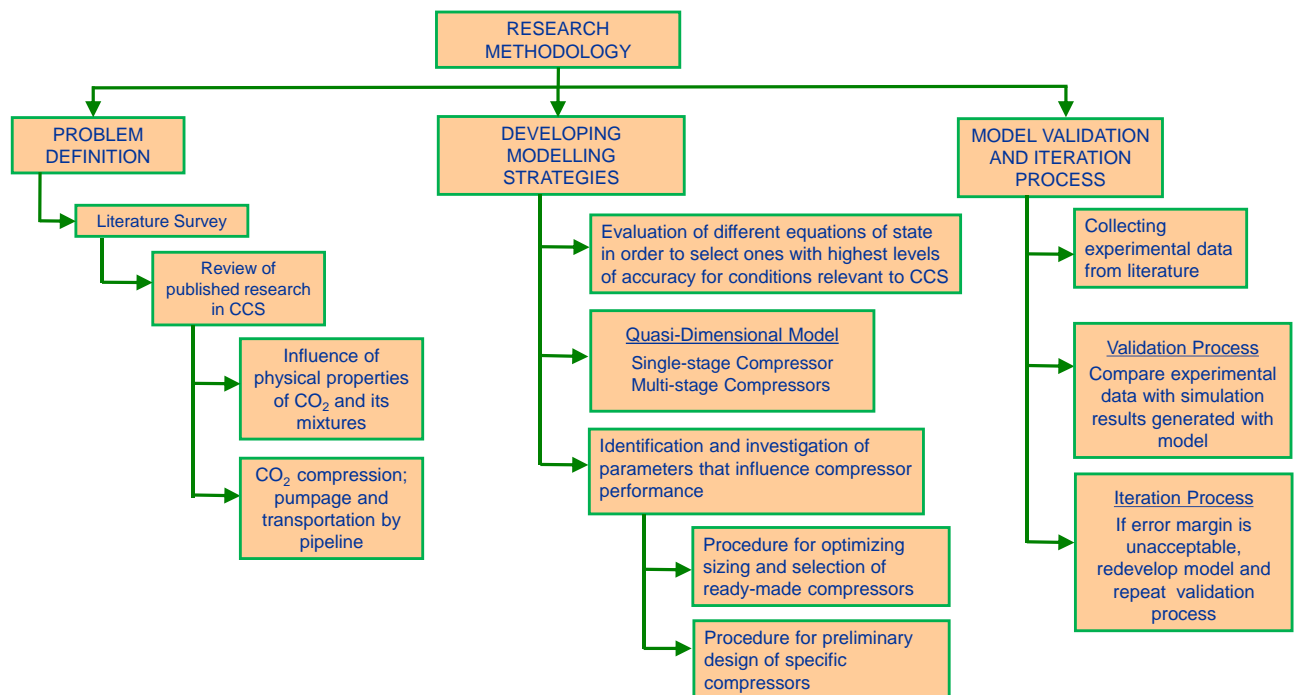 RESEARCH
METHODOLOGY
PROBLEM
DEFINITION
Literature Survey
Review of
published research
in CCS
Influence of
physical properties
of CO₂ and its
mixtures
CO₂ compression;
pumpage and
transportation by
pipeline
DEVELOPING
MODELLING
STRATEGIES
Evaluation of different equations of state
in order to select ones with highest levels
of accuracy for conditions relevant to CCS
Quasi-Dimensional Model
Single-stage Compressor
Multi-stage Compressors
Identification and investigation of
parameters that influence compressor
performance
Procedure for optimizing
sizing and selection of
ready-made compressors
Procedure for preliminary
design of specific
compressors
MODEL VALIDATION
AND ITERATION
PROCESS
Collecting
experimental data
from literature
Validation Process
Compare experimental
data with simulation
results generated with
model
Iteration Process
If error margin is
unacceptable,
redevelop model and
repeat validation
process